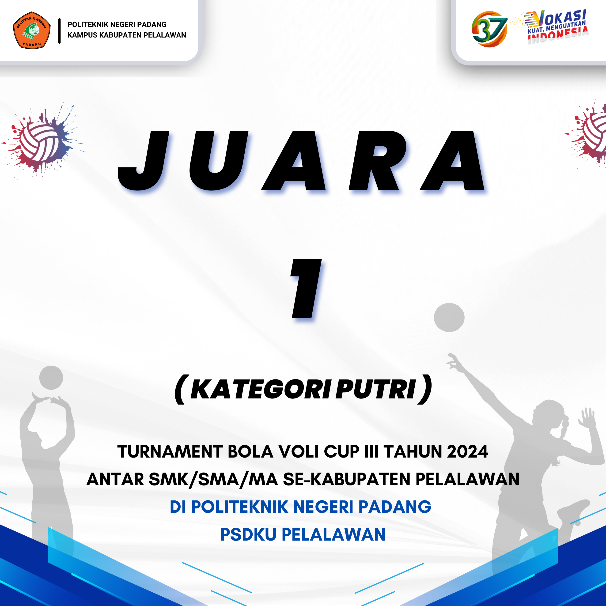 POLITEKNIK NEGERI PADANG
KAMPUS KABUPATEN PELALAWAN
37
VOKASI
KUAT, MENGUATKAN
INDONESIA
JUARA
1
( KATEGORI PUTRI )
TURNAMENT BOLA VOLI CUP III TAHUN 2024
ANTAR SMK/SMA/MA SE-KABUPATEN PELALAWAN
DI POLITEKNIK NEGERI PADANG
PSDKU PELALAWAN